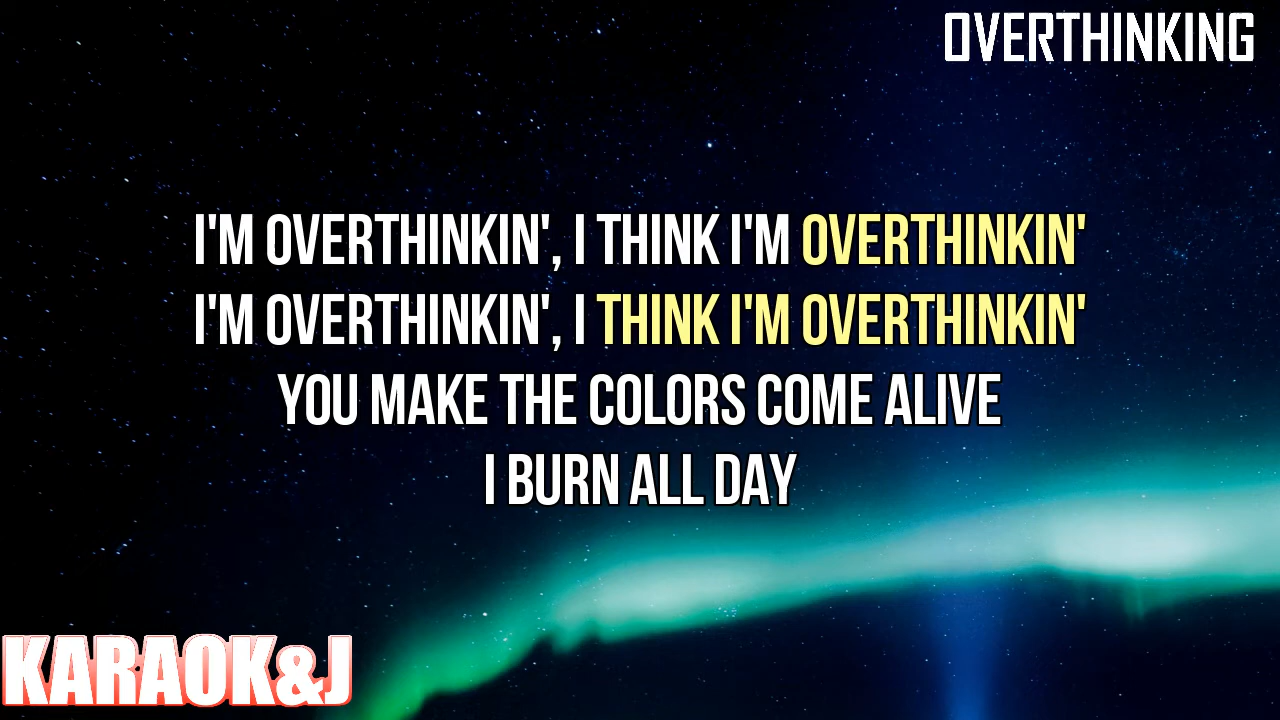 OVERTHINKING
I'M OVERTHINKIN', I THINK I'M OVERTHINKIN'
I'M OVERTHINKIN', I THINK I'M OVERTHINKIN'
YOU MAKE THE COLORS COME ALIVE
I BURN ALL DAY
KARAOK&J